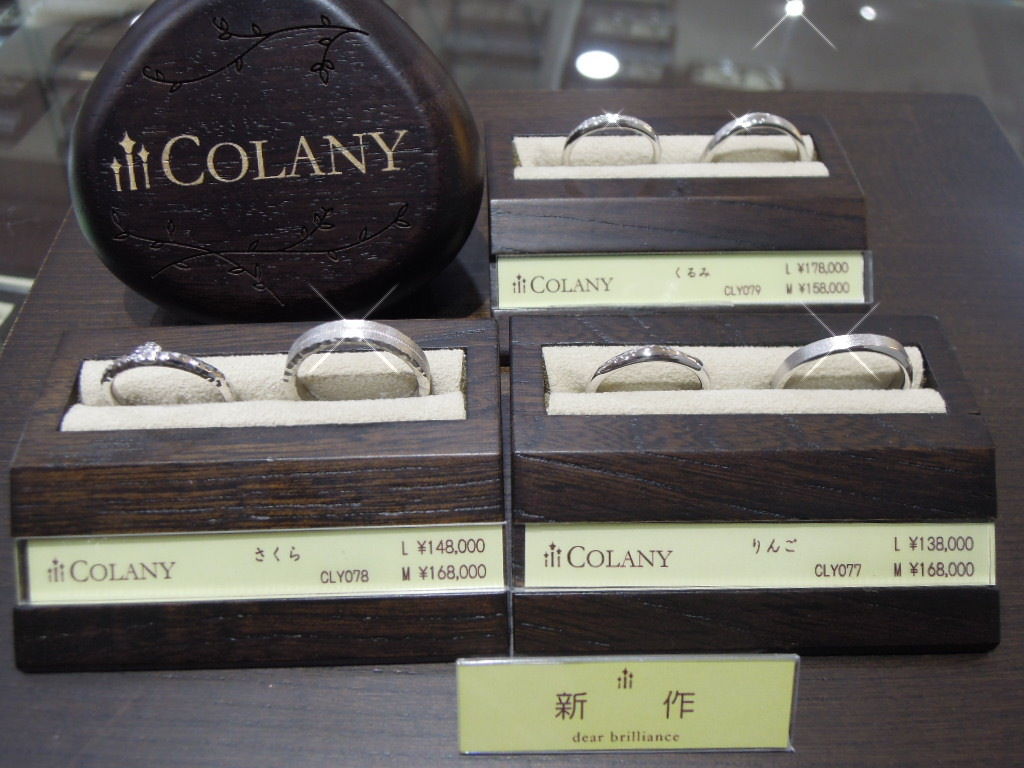 COLANY
COLANY くるみ L ¥178,000
CLY079 M ¥158,000
COLANY さくら L ¥148,000
CLY078 M ¥168,000
COLANY りんご L ¥138,000
CLY077 M ¥168,000
新 作
dear brilliance